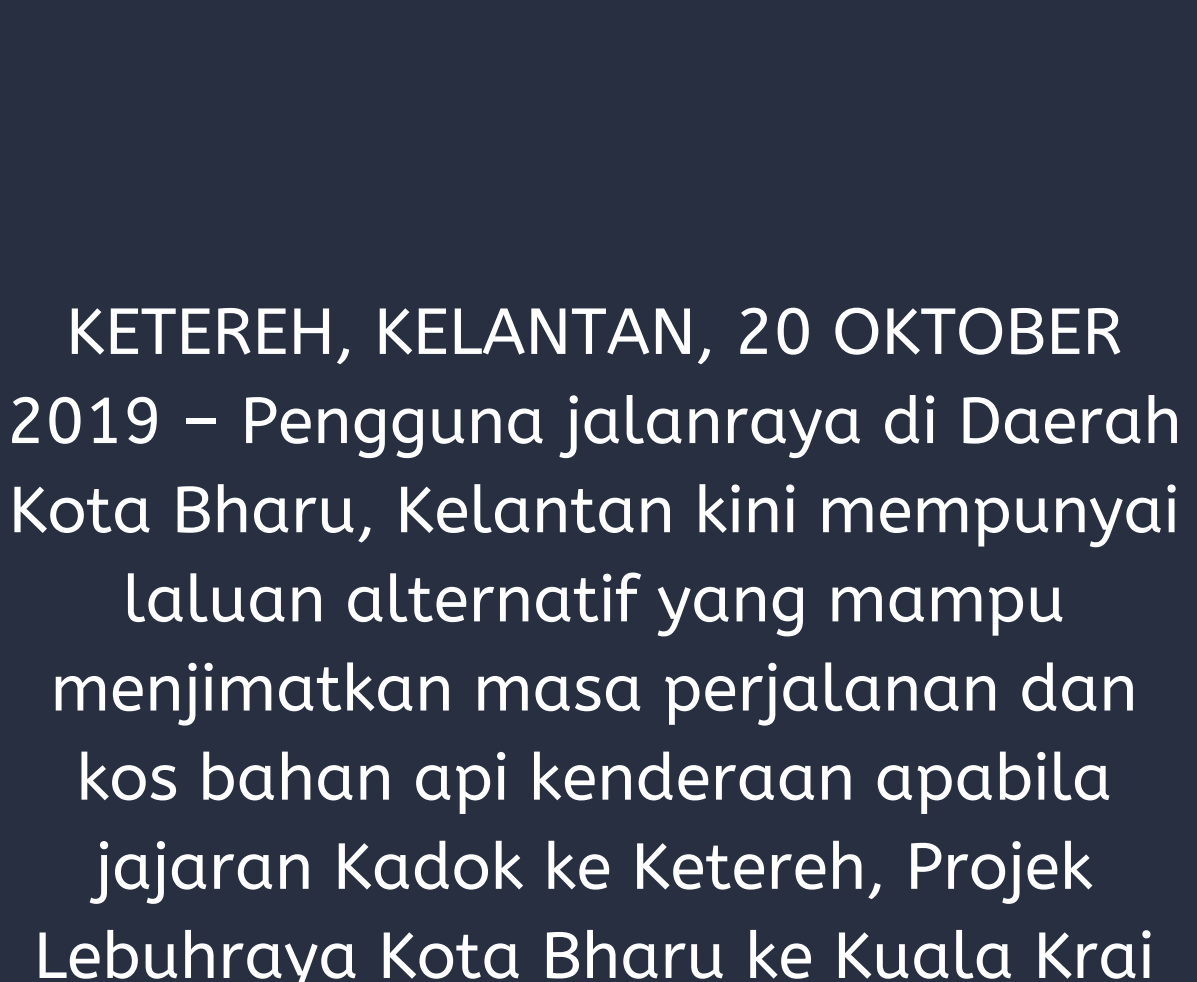 KETEREH, KELANTAN, 20 OKTOBER
2019 – Pengguna jalanraya di Daerah
Kota Bharu, Kelantan kini mempunyai
laluan alternatif yang mampu
menjimatkan masa perjalanan dan
kos bahan api kenderaan apabila
jajaran Kadok ke Ketereh, Projek
Lebuhraya Kota Bharu ke Kuala Krai